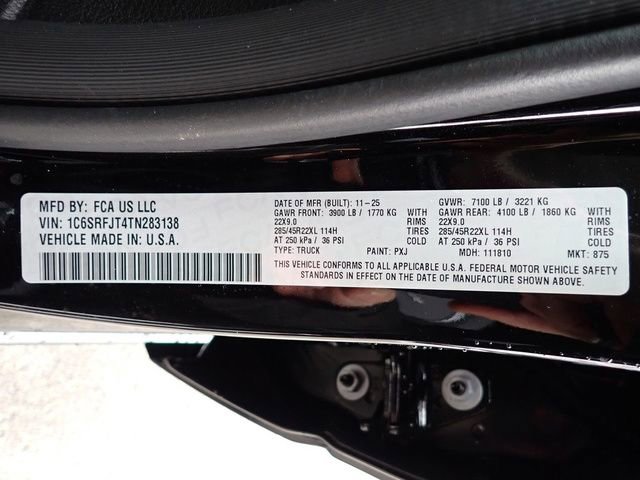 MFD BY: FCA US LLC
VIN: 1C6SRFJT4TN283138
VEHICLE MADE IN: U.S.A.
DATE OF MFR (BUILT): 11-25
GAWR FRONT: 3900 LB / 1770 KG WITH
22X9.0 RIMS
285/45R22XL 114H TIRES
AT 250 kPa / 36 PSI COLD
TYPE: TRUCK PAINT: PXJ
GVWR: 7100 LB / 3221 KG
GAWR REAR: 4100 LB / 1860 KG WITH
22X9.0 RIMS
285/45R22XL 114H TIRES
AT 250 kPa / 36 PSI COLD
MDH: 111810 MKT: 875
THIS VEHICLE CONFORMS TO ALL APPLICABLE U.S.A. FEDERAL MOTOR VEHICLE SAFETY
STANDARDS IN EFFECT ON THE DATE OF MANUFACTURE SHOWN ABOVE.